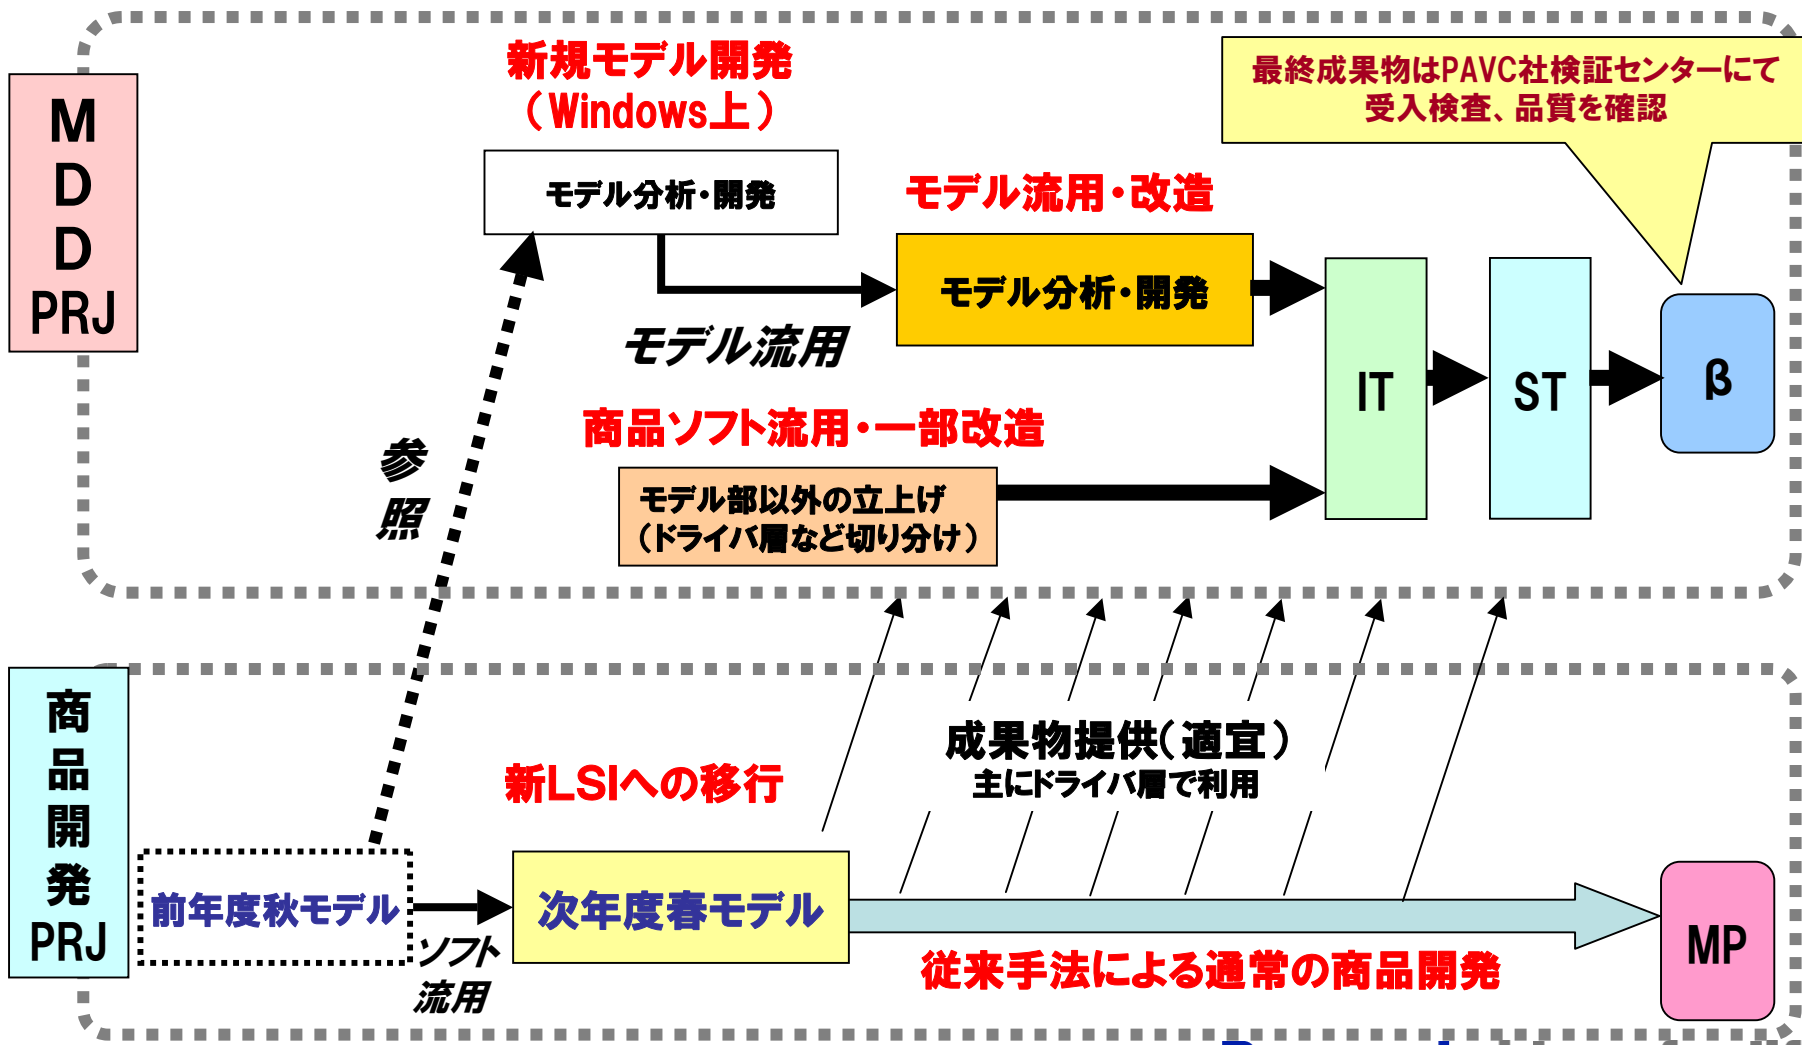 新規モデル開発
（Windows上）
最終成果物はPAVC社検証センターにて
受入検査、品質を確認
M
D
D
PRJ
モデル分析・開発
モデル流用・改造
モデル分析・開発
モデル流用
IT
ST
β
商品ソフト流用・一部改造
モデル部以外の立上げ
（ドライバ層など切り分け）
参
照
商
品
開
発
PRJ
成果物提供（適宜）
主にドライバ層で利用
新LSIへの移行
前年度秋モデル
ソフト
流用
次年度春モデル
従来手法による通常の商品開発
MP